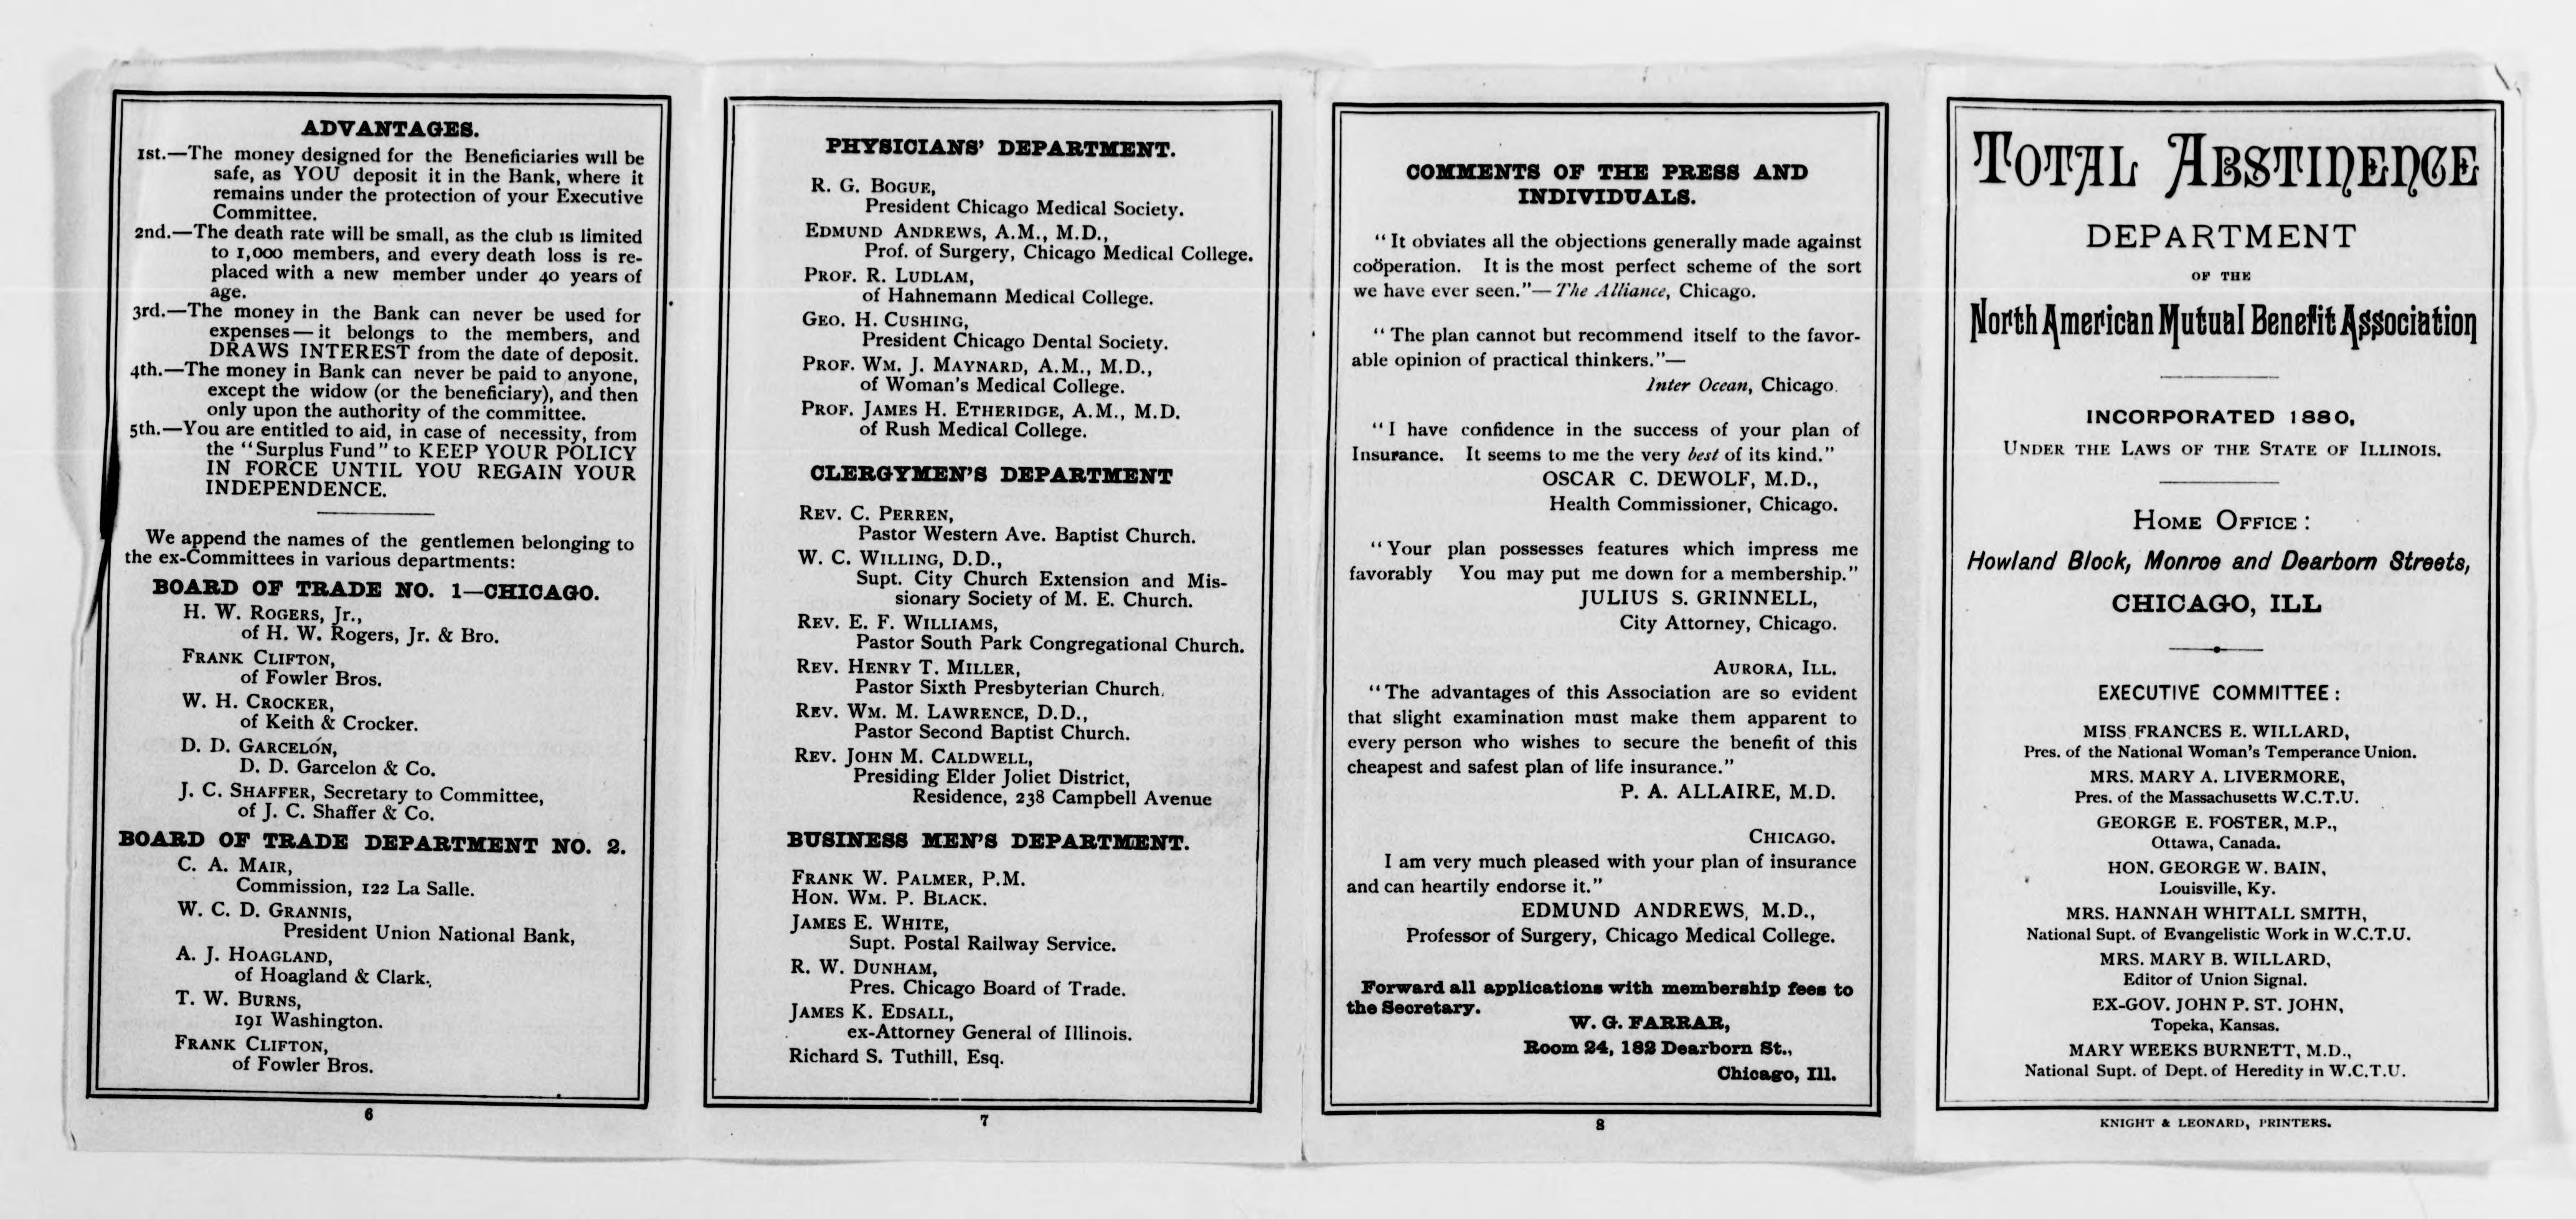 ADVANTAGES.
1st.—The money designed for the Beneficiaries will be
safe, as YOU deposit it in the Bank, where it
remains under the protection of your Executive
Committee.
2nd.—The death rate will be small, as the club is limited
to 1,000 members, and every death loss is re-
placed with a new member under 40 years of
age.
3rd.—The money in the Bank can never be used for
expenses—it belongs to the members, and
DRAWS INTEREST from the date of deposit.
4th.—The money in Bank can never be paid to anyone,
except the widow (or the beneficiary), and then
only upon the authority of the committee.
5th.—You are entitled to aid, in case of necessity, from
the "Surplus Fund" to KEEP YOUR POLICY
IN FORCE UNTIL YOU REGAIN YOUR
INDEPENDENCE.
We append the names of the gentlemen belonging to
the ex-Committees in various departments:
BOARD OF TRADE NO. 1—CHICAGO.
H. W. ROGERS, Jr.,
of H. W. Rogers, Jr. & Bro.
FRANK CLIFTON,
of Fowler Bros.
W. H. CROCKER,
of Keith & Crocker.
D. D. GARCELON,
D. D. Garcelon & Co.
J. C. SHAFFER, Secretary to Committee,
of J. C. Shaffer & Co.
BOARD OF TRADE DEPARTMENT NO. 2.
C. A. MAIR,
Commission, 122 La Salle.
W. C. D. GRANNIS,
President Union National Bank,
A. J. HOAGLAND,
of Hoagland & Clark.
T. W. BURNS,
191 Washington.
FRANK CLIFTON,
of Fowler Bros.
6
PHYSICIANS' DEPARTMENT.
R. G. BOGUE,
President Chicago Medical Society.
EDMUND ANDREWS, A.M., M.D.,
Prof. of Surgery, Chicago Medical College.
PROF. R. LUDLAM,
of Hahnemann Medical College.
GEO. H. CUSHING,
President Chicago Dental Society.
PROF. WM. J. MAYNARD, A.M., M.D.,
of Woman's Medical College.
PROF. JAMES H. ETHERIDGE, A.M., M.D.
of Rush Medical College.
CLERGYMEN'S DEPARTMENT
REV. C. PERREN,
Pastor Western Ave. Baptist Church.
W. C. WILLING, D.D.,
Supt. City Church Extension and Mis-
sionary Society of M. E. Church.
REV. E. F. WILLIAMS,
Pastor South Park Congregational Church.
REV. HENRY T. MILLER,
Pastor Sixth Presbyterian Church.
REV. WM. M. LAWRENCE, D.D.,
Pastor Second Baptist Church.
REV. JOHN M. CALDWELL,
Presiding Elder Joliet District,
Residence, 238 Campbell Avenue
BUSINESS MEN'S DEPARTMENT.
FRANK W. PALMER, P.M.
HON. WM. P. BLACK.
JAMES E. WHITE,
Supt. Postal Railway Service.
R. W. DUNHAM,
Pres. Chicago Board of Trade.
JAMES K. EDSALL,
ex-Attorney General of Illinois.
Richard S. Tuthill, Esq.
7
COMMENTS OF THE PRESS AND
INDIVIDUALS.
"It obviates all the objections generally made against
coöperation. It is the most perfect scheme of the sort
we have ever seen."—The Alliance, Chicago.
"The plan cannot but recommend itself to the favor-
able opinion of practical thinkers."—
Inter Ocean, Chicago.
"I have confidence in the success of your plan of
Insurance. It seems to me the very best of its kind."
OSCAR C. DEWOLF, M.D.,
Health Commissioner, Chicago.
"Your plan possesses features which impress me
favorably You may put me down for a membership."
JULIUS S. GRINNELL,
City Attorney, Chicago.
AURORA, ILL.
"The advantages of this Association are so evident
that slight examination must make them apparent to
every person who wishes to secure the benefit of this
cheapest and safest plan of life insurance."
P. A. ALLAIRE, M.D.
CHICAGO.
I am very much pleased with your plan of insurance
and can heartily endorse it."
EDMUND ANDREWS, M.D.,
Professor of Surgery, Chicago Medical College.
Forward all applications with membership fees to
the Secretary.
W. G. FARRAR,
Room 24, 182 Dearborn St.,
Chicago, Ill.
8
TOTAL ABSTINENCE
DEPARTMENT
OF THE
North American Mutual Benefit Association
INCORPORATED 1880,
UNDER THE LAWS OF THE STATE OF ILLINOIS.
HOME OFFICE:
Howland Block, Monroe and Dearborn Streets,
CHICAGO, ILL
EXECUTIVE COMMITTEE:
MISS FRANCES E. WILLARD,
Pres. of the National Woman's Temperance Union.
MRS. MARY A. LIVERMORE,
Pres. of the Massachusetts W.C.T.U.
GEORGE E. FOSTER, M.P.,
Ottawa, Canada.
HON. GEORGE W. BAIN,
Louisville, Ky.
MRS. HANNAH WHITALL SMITH,
National Supt. of Evangelistic Work in W.C.T.U.
MRS. MARY B. WILLARD,
Editor of Union Signal.
EX-GOV. JOHN P. ST. JOHN,
Topeka, Kansas.
MARY WEEKS BURNETT, M.D.,
National Supt. of Dept. of Heredity in W.C.T.U.
KNIGHT & LEONARD, PRINTERS.